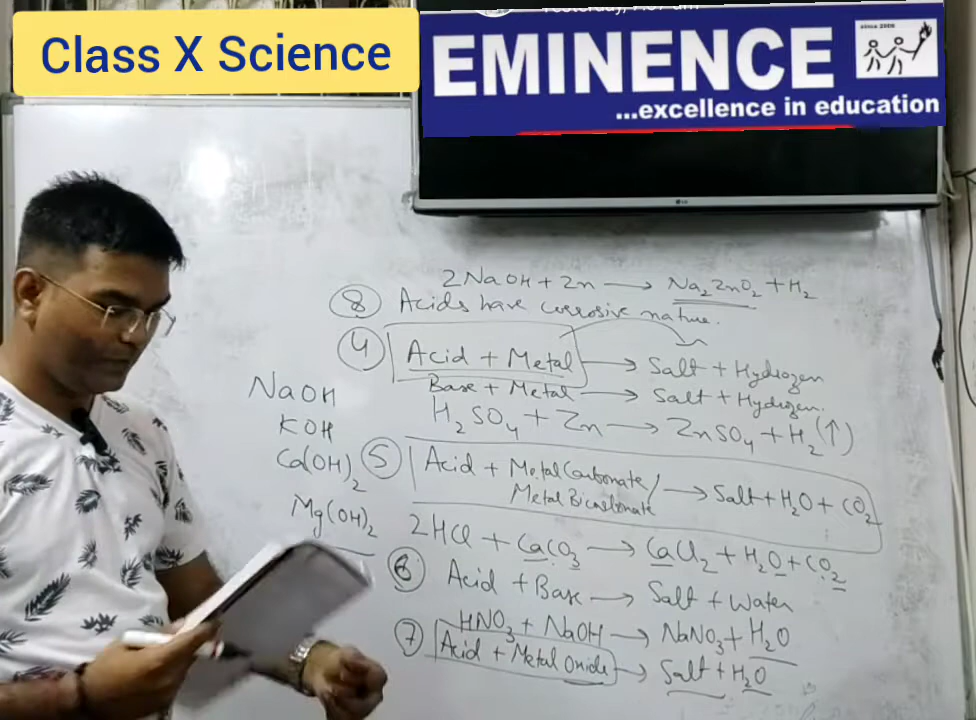 Class X Science
EMINENCE
since 2008
...excellence in education
2NaOH + Zn → Na₂ZnO₂ + H₂
⑧ Acids have corrosive nature.
④ Acid + Metal → Salt + Hydrogen
Base + Metal → Salt + Hydrogen.
H₂SO₄ + Zn → ZnSO₄ + H₂(↑)
⑤ Acid + Metal Carbonate/ Metal Bicarbonate → Salt + H₂O + CO₂
2HCl + CaCO₃ → CaCl₂ + H₂O + CO₂
⑥ Acid + Base → Salt + Water
HNO₃ + NaOH → NaNO₃ + H₂O
⑦ Acid + Metal Oxide → Salt + H₂O
NaOH
KOH
Ca(OH)₂
Mg(OH)₂
LG